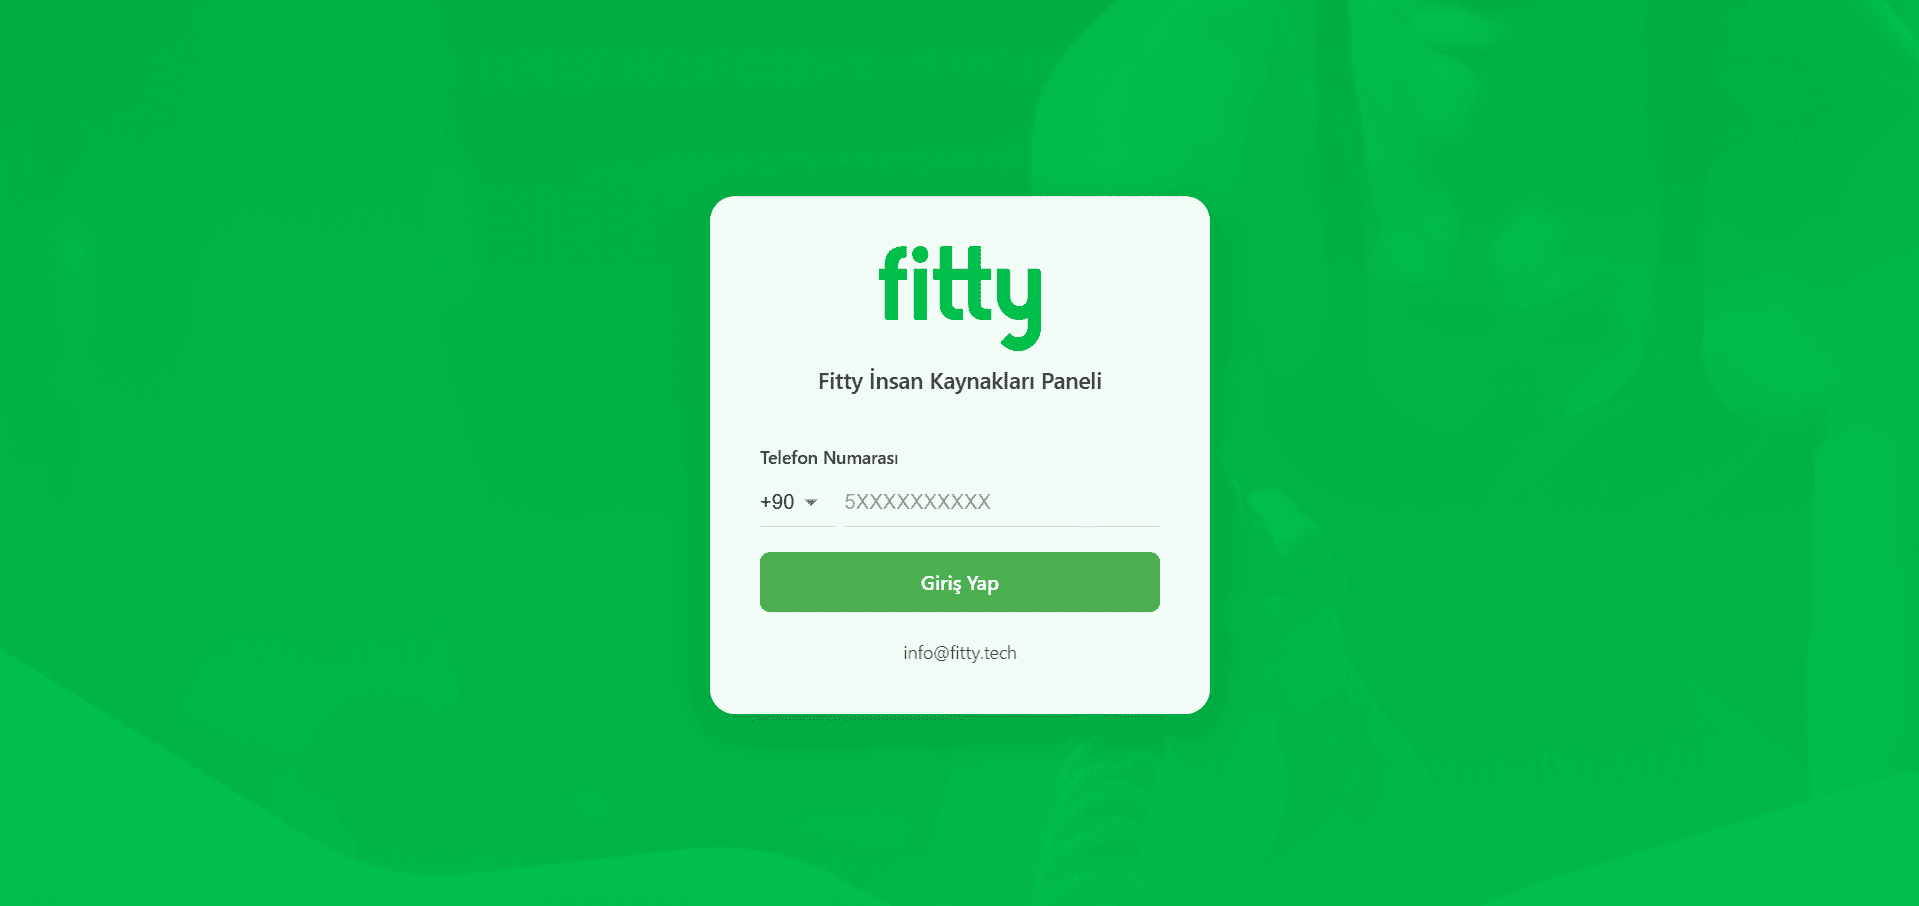 fitty
Fitty İnsan Kaynakları Paneli
Telefon Numarası
+90 5XXXXXXXXXX
Giriş Yap
info@fitty.tech